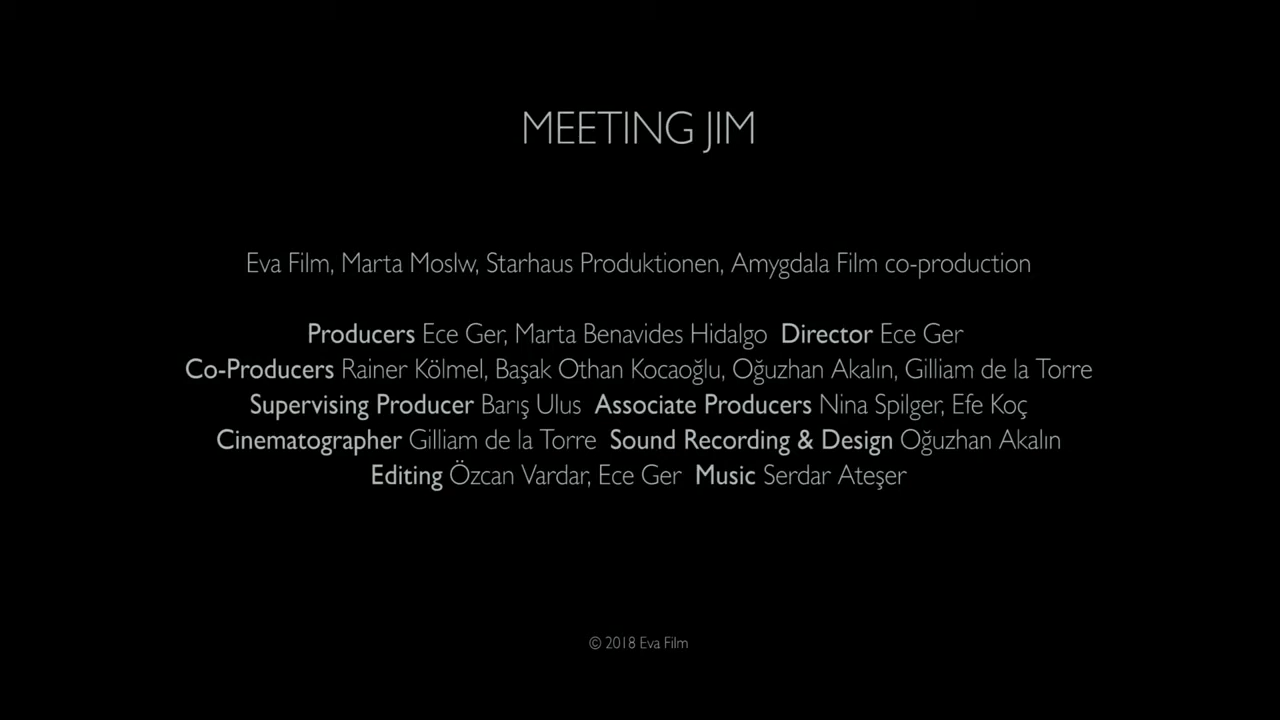 MEETING JIM
Eva Film, Marta Moslw, Starhaus Produktionen, Amygdala Film co-production
Producers Ece Ger, Marta Benavides Hidalgo Director Ece Ger
Co-Producers Rainer Kölmel, Başak Othan Kocaoğlu, Oğuzhan Akalın, Gilliam de la Torre
Supervising Producer Barış Ulus Associate Producers Nina Spilger, Efe Koç
Cinematographer Gilliam de la Torre Sound Recording & Design Oğuzhan Akalın
Editing Özcan Vardar, Ece Ger Music Serdar Ateşer
© 2018 Eva Film